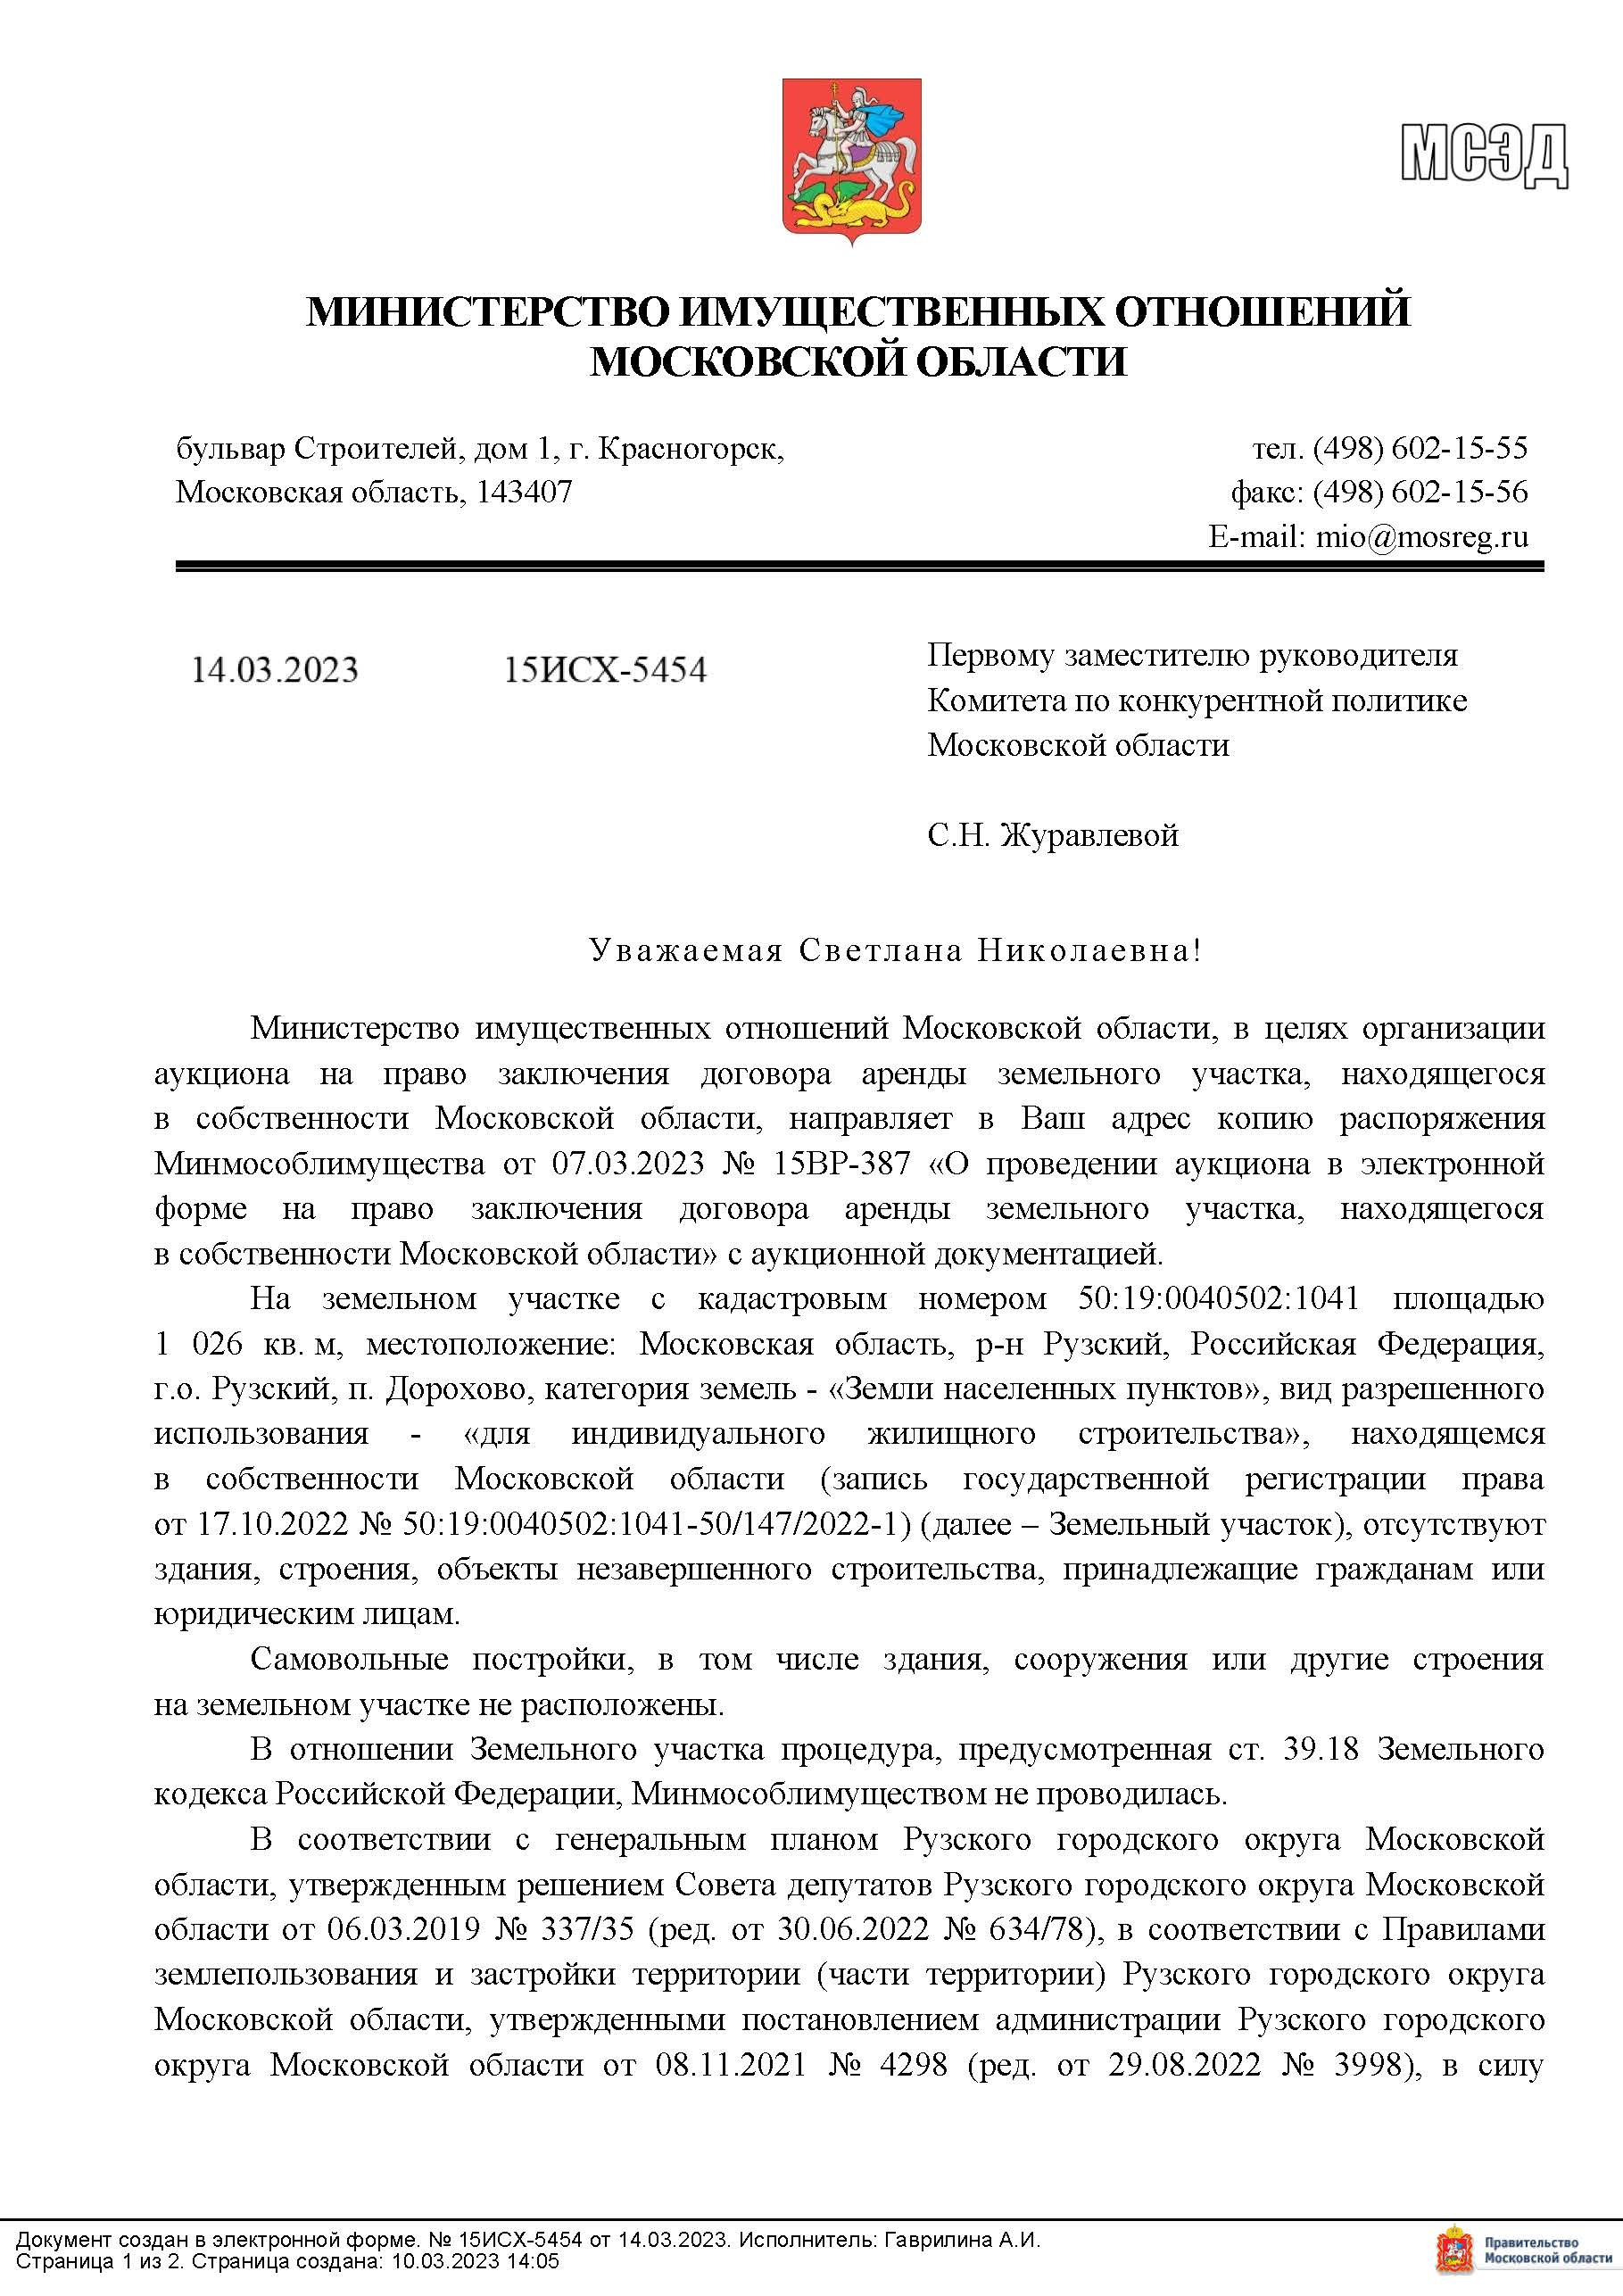 МСЭД
МИНИСТЕРСТВО ИМУЩЕСТВЕННЫХ ОТНОШЕНИЙ
МОСКОВСКОЙ ОБЛАСТИ
бульвар Строителей, дом 1, г. Красногорск,
Московская область, 143407
тел. (498) 602-15-55
факс: (498) 602-15-56
E-mail: mio@mosreg.ru
14.03.2023 15ИСХ-5454
Первому заместителю руководителя
Комитета по конкурентной политике
Московской области
С.Н. Журавлевой
Уважаемая Светлана Николаевна!
Министерство имущественных отношений Московской области, в целях организации
аукциона на право заключения договора аренды земельного участка, находящегося
в собственности Московской области, направляет в Ваш адрес копию распоряжения
Минмособлимущества от 07.03.2023 № 15ВР-387 «О проведении аукциона в электронной
форме на право заключения договора аренды земельного участка, находящегося
в собственности Московской области» с аукционной документацией.
На земельном участке с кадастровым номером 50:19:0040502:1041 площадью
1 026 кв. м, местоположение: Московская область, р-н Рузский, Российская Федерация,
г.о. Рузский, п. Дорохово, категория земель - «Земли населенных пунктов», вид разрешенного
использования - «для индивидуального жилищного строительства», находящемся
в собственности Московской области (запись государственной регистрации права
от 17.10.2022 № 50:19:0040502:1041-50/147/2022-1) (далее – Земельный участок), отсутствуют
здания, строения, объекты незавершенного строительства, принадлежащие гражданам или
юридическим лицам.
Самовольные постройки, в том числе здания, сооружения или другие строения
на земельном участке не расположены.
В отношении Земельного участка процедура, предусмотренная ст. 39.18 Земельного
кодекса Российской Федерации, Минмособлимуществом не проводилась.
В соответствии с генеральным планом Рузского городского округа Московской
области, утвержденным решением Совета депутатов Рузского городского округа Московской
области от 06.03.2019 № 337/35 (ред. от 30.06.2022 № 634/78), в соответствии с Правилами
землепользования и застройки территории (части территории) Рузского городского округа
Московской области, утвержденными постановлением администрации Рузского городского
округа Московской области от 08.11.2021 № 4298 (ред. от 29.08.2022 № 3998), в силу
Документ создан в электронной форме. № 15ИСХ-5454 от 14.03.2023. Исполнитель: Гаврилина А.И.
Страница 1 из 2. Страница создана: 10.03.2023 14:05
Правительство
Московской области